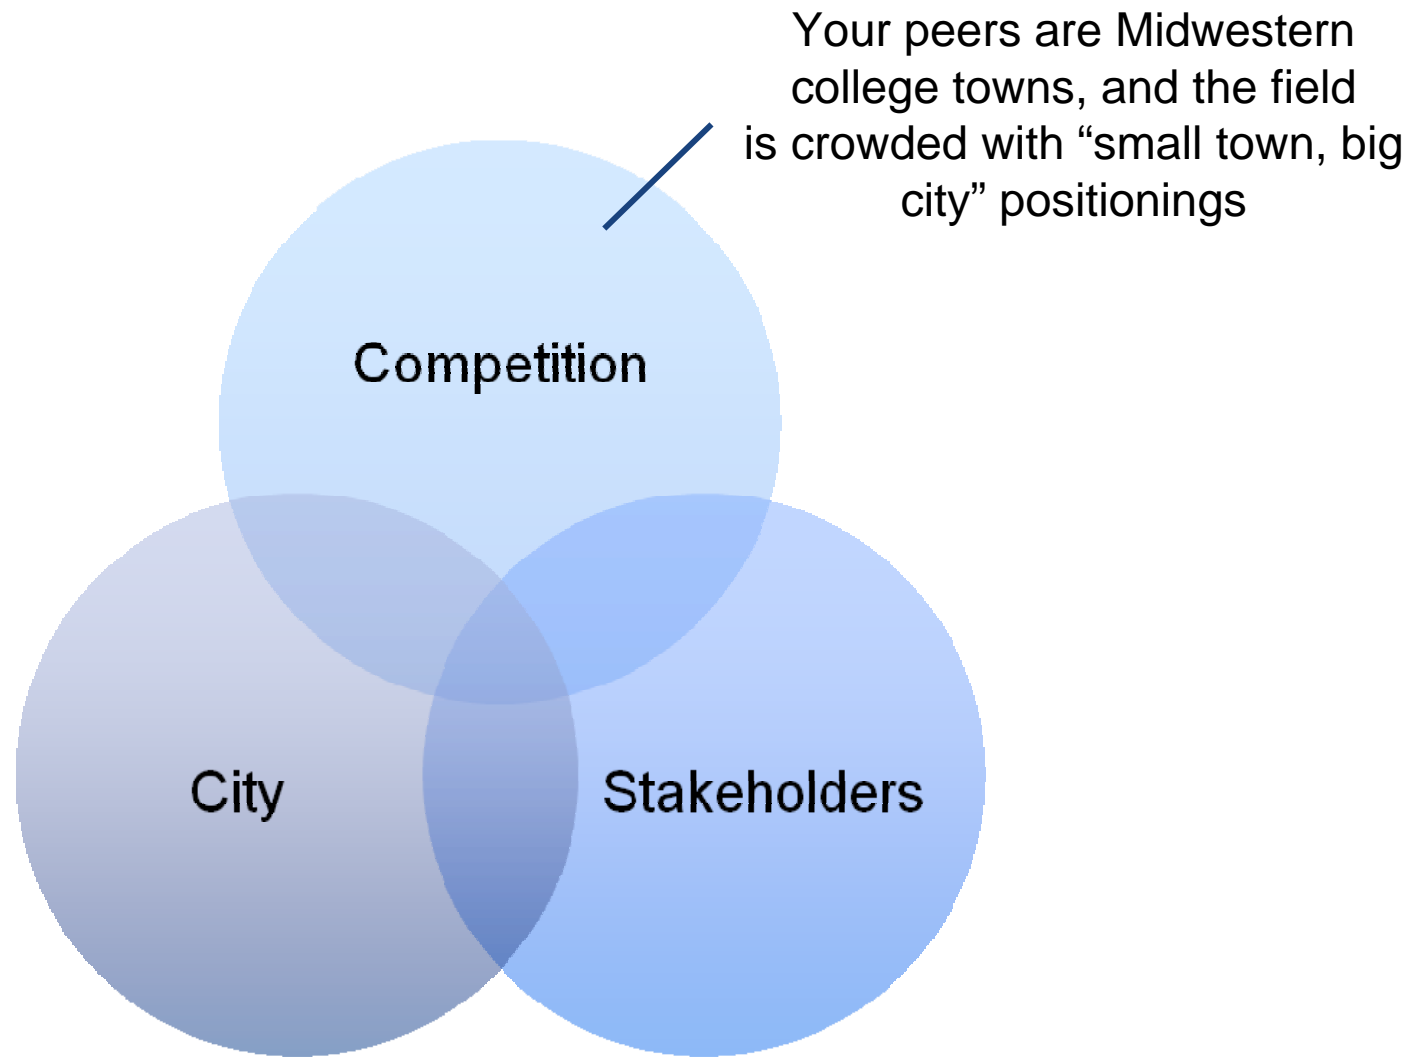 Your peers are Midwestern
college towns, and the field
is crowded with “small town, big
city” positionings
Competition
City
Stakeholders